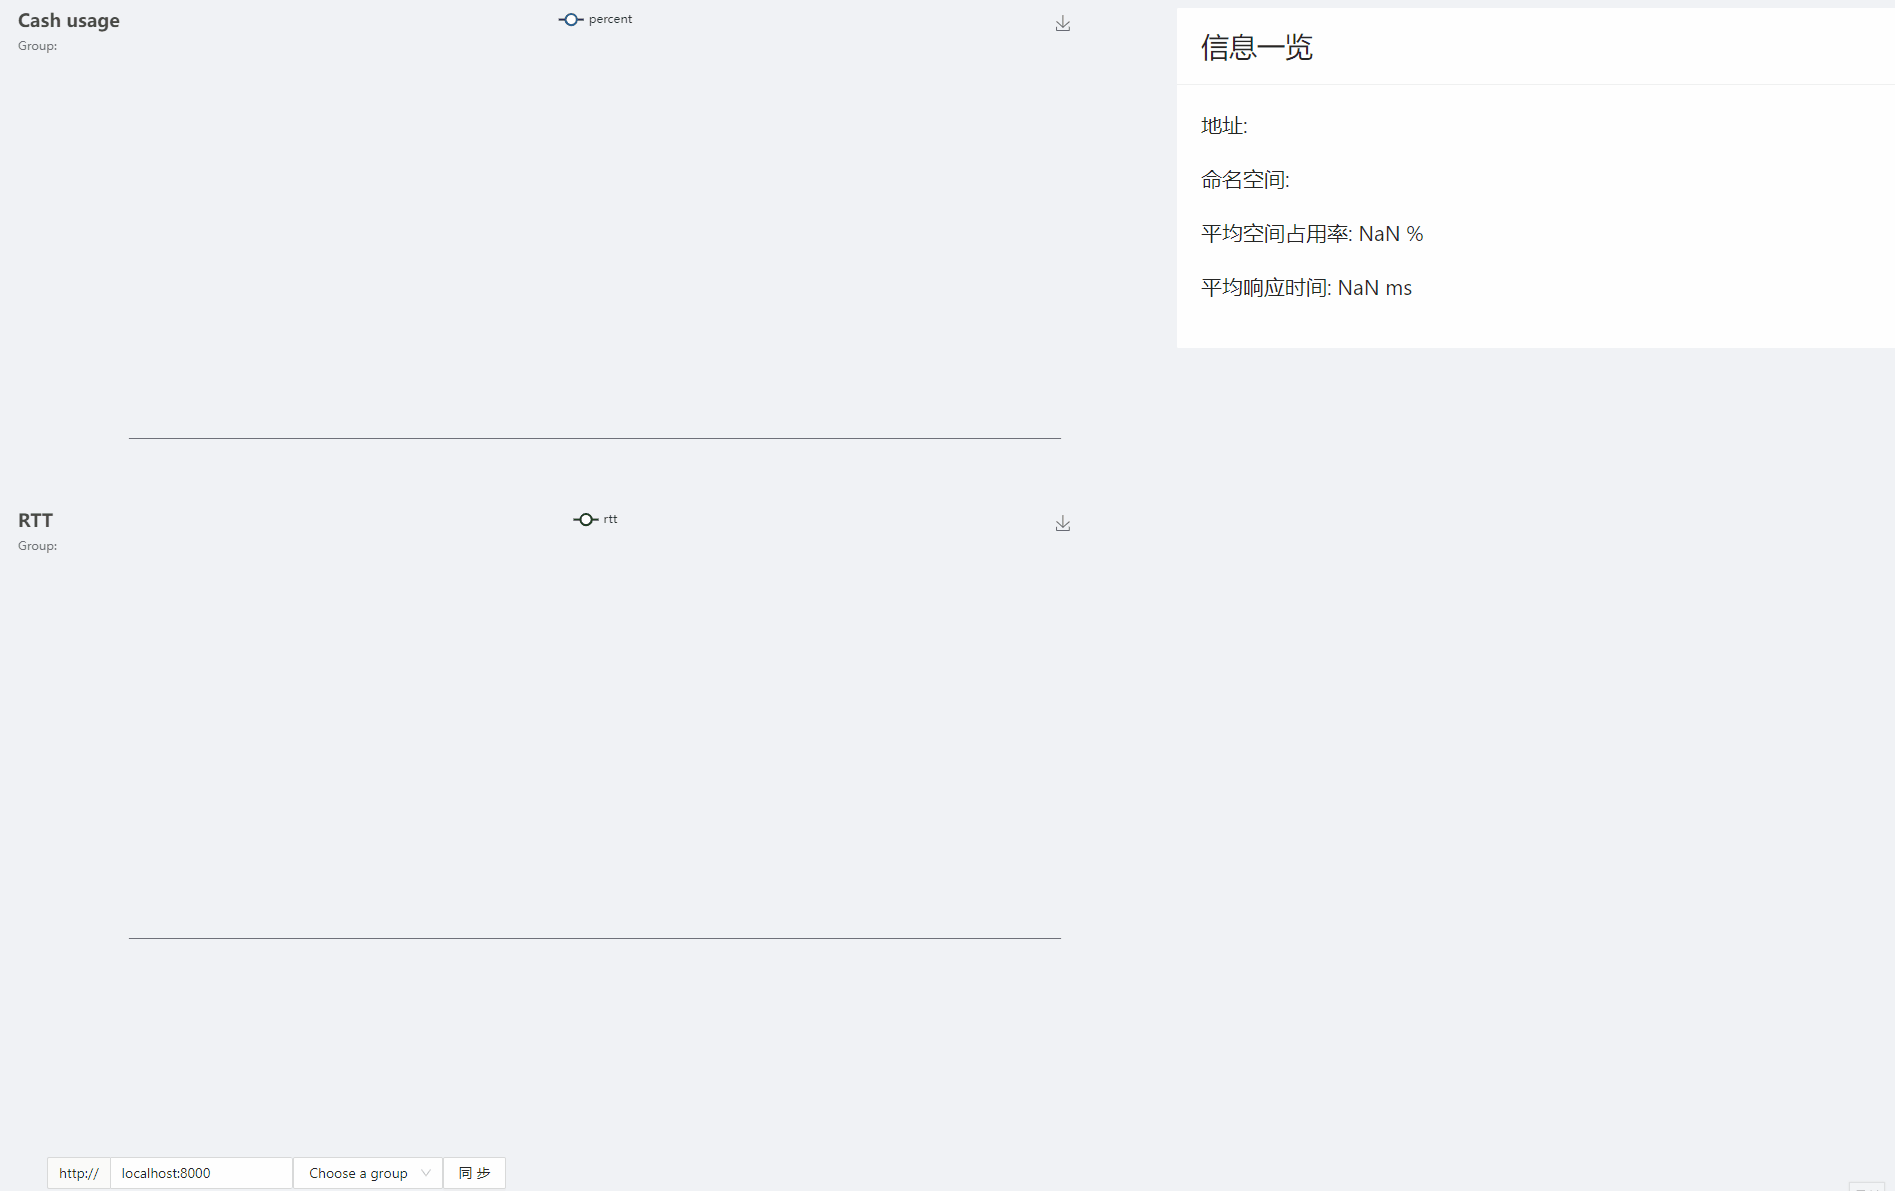 Cash usage
percent
Group:
信息一览
地址:
命名空间:
平均空间占用率: NaN %
平均响应时间: NaN ms
RTT
rtt
Group:
http://
localhost:8000
Choose a group
同 步